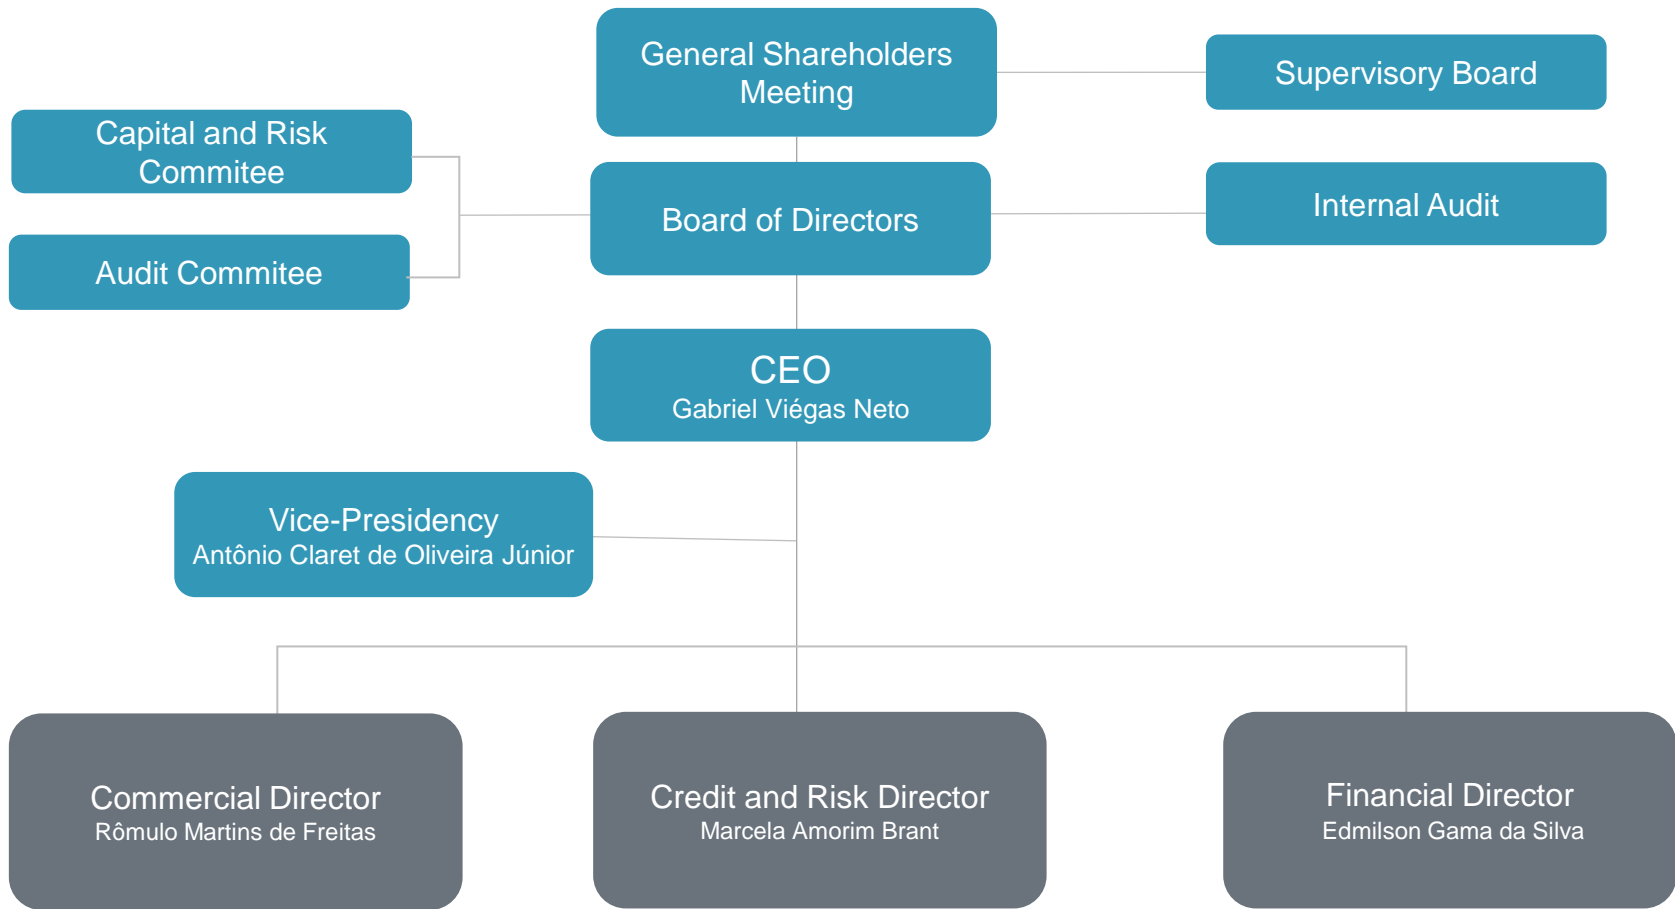 General Shareholders
Meeting
Supervisory Board
Capital and Risk
Commitee
Board of Directors
Internal Audit
Audit Commitee
CEO
Gabriel Viégas Neto
Vice-Presidency
Antônio Claret de Oliveira Júnior
Commercial Director
Rômulo Martins de Freitas
Credit and Risk Director
Marcela Amorim Brant
Financial Director
Edmilson Gama da Silva